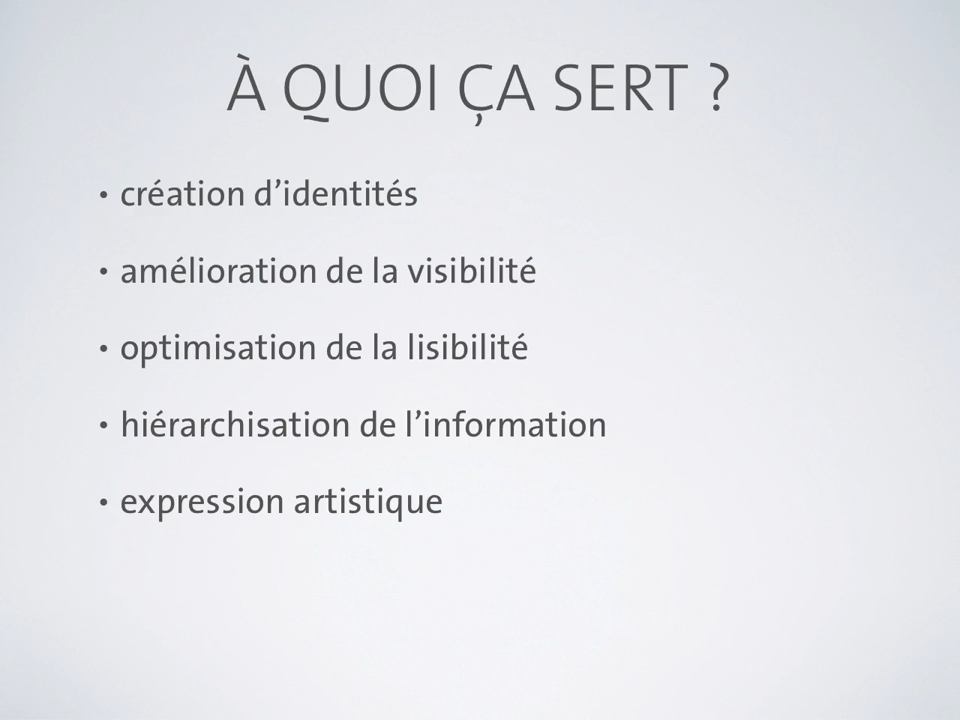 À QUOI ÇA SERT ?
• création d’identités
• amélioration de la visibilité
• optimisation de la lisibilité
• hiérarchisation de l’information
• expression artistique